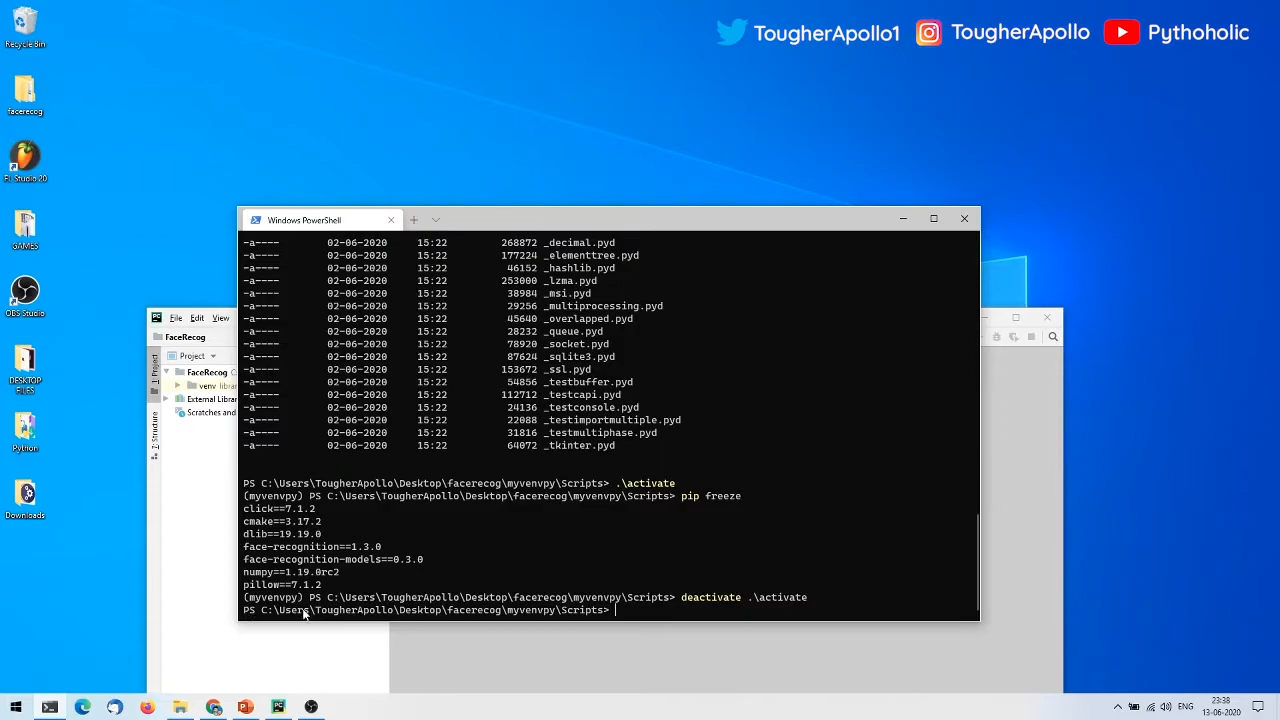 TougherApollo1 TougherApollo Pythoholic
Recycle Bin
facerecog
FL Studio 20
GAMES
OBS Studio
DESKTOP FILES
Python
Downloads
Windows PowerShell
-a---- 02-06-2020 15:22 268872 _decimal.pyd
-a---- 02-06-2020 15:22 177224 _elementtree.pyd
-a---- 02-06-2020 15:22 46152 _hashlib.pyd
-a---- 02-06-2020 15:22 253000 _lzma.pyd
-a---- 02-06-2020 15:22 38984 _msi.pyd
-a---- 02-06-2020 15:22 29256 _multiprocessing.pyd
-a---- 02-06-2020 15:22 45640 _overlapped.pyd
-a---- 02-06-2020 15:22 28232 _queue.pyd
-a---- 02-06-2020 15:22 78920 _socket.pyd
-a---- 02-06-2020 15:22 87624 _sqlite3.pyd
-a---- 02-06-2020 15:22 153672 _ssl.pyd
-a---- 02-06-2020 15:22 54856 _testbuffer.pyd
-a---- 02-06-2020 15:22 112712 _testcapi.pyd
-a---- 02-06-2020 15:22 24136 _testconsole.pyd
-a---- 02-06-2020 15:22 22088 _testimportmultiple.pyd
-a---- 02-06-2020 15:22 31816 _testmultiphase.pyd
-a---- 02-06-2020 15:22 64072 _tkinter.pyd
PS C:\Users\TougherApollo\Desktop\facerecog\myvenvpy\Scripts> .\activate
(myvenvpy) PS C:\Users\TougherApollo\Desktop\facerecog\myvenvpy\Scripts> pip freeze
click==7.1.2
cmake==3.17.2
dlib==19.19.0
face-recognition==1.3.0
face-recognition-models==0.3.0
numpy==1.19.0rc2
pillow==7.1.2
(myvenvpy) PS C:\Users\TougherApollo\Desktop\facerecog\myvenvpy\Scripts> deactivate .\activate
PS C:\Users\TougherApollo\Desktop\facerecog\myvenvpy\Scripts>
PC File Edit View
FaceRecog
1: Project
Project
FaceRecog
venv
External
Scratches and
7: Structure
ENG
23:38
13-06-2020